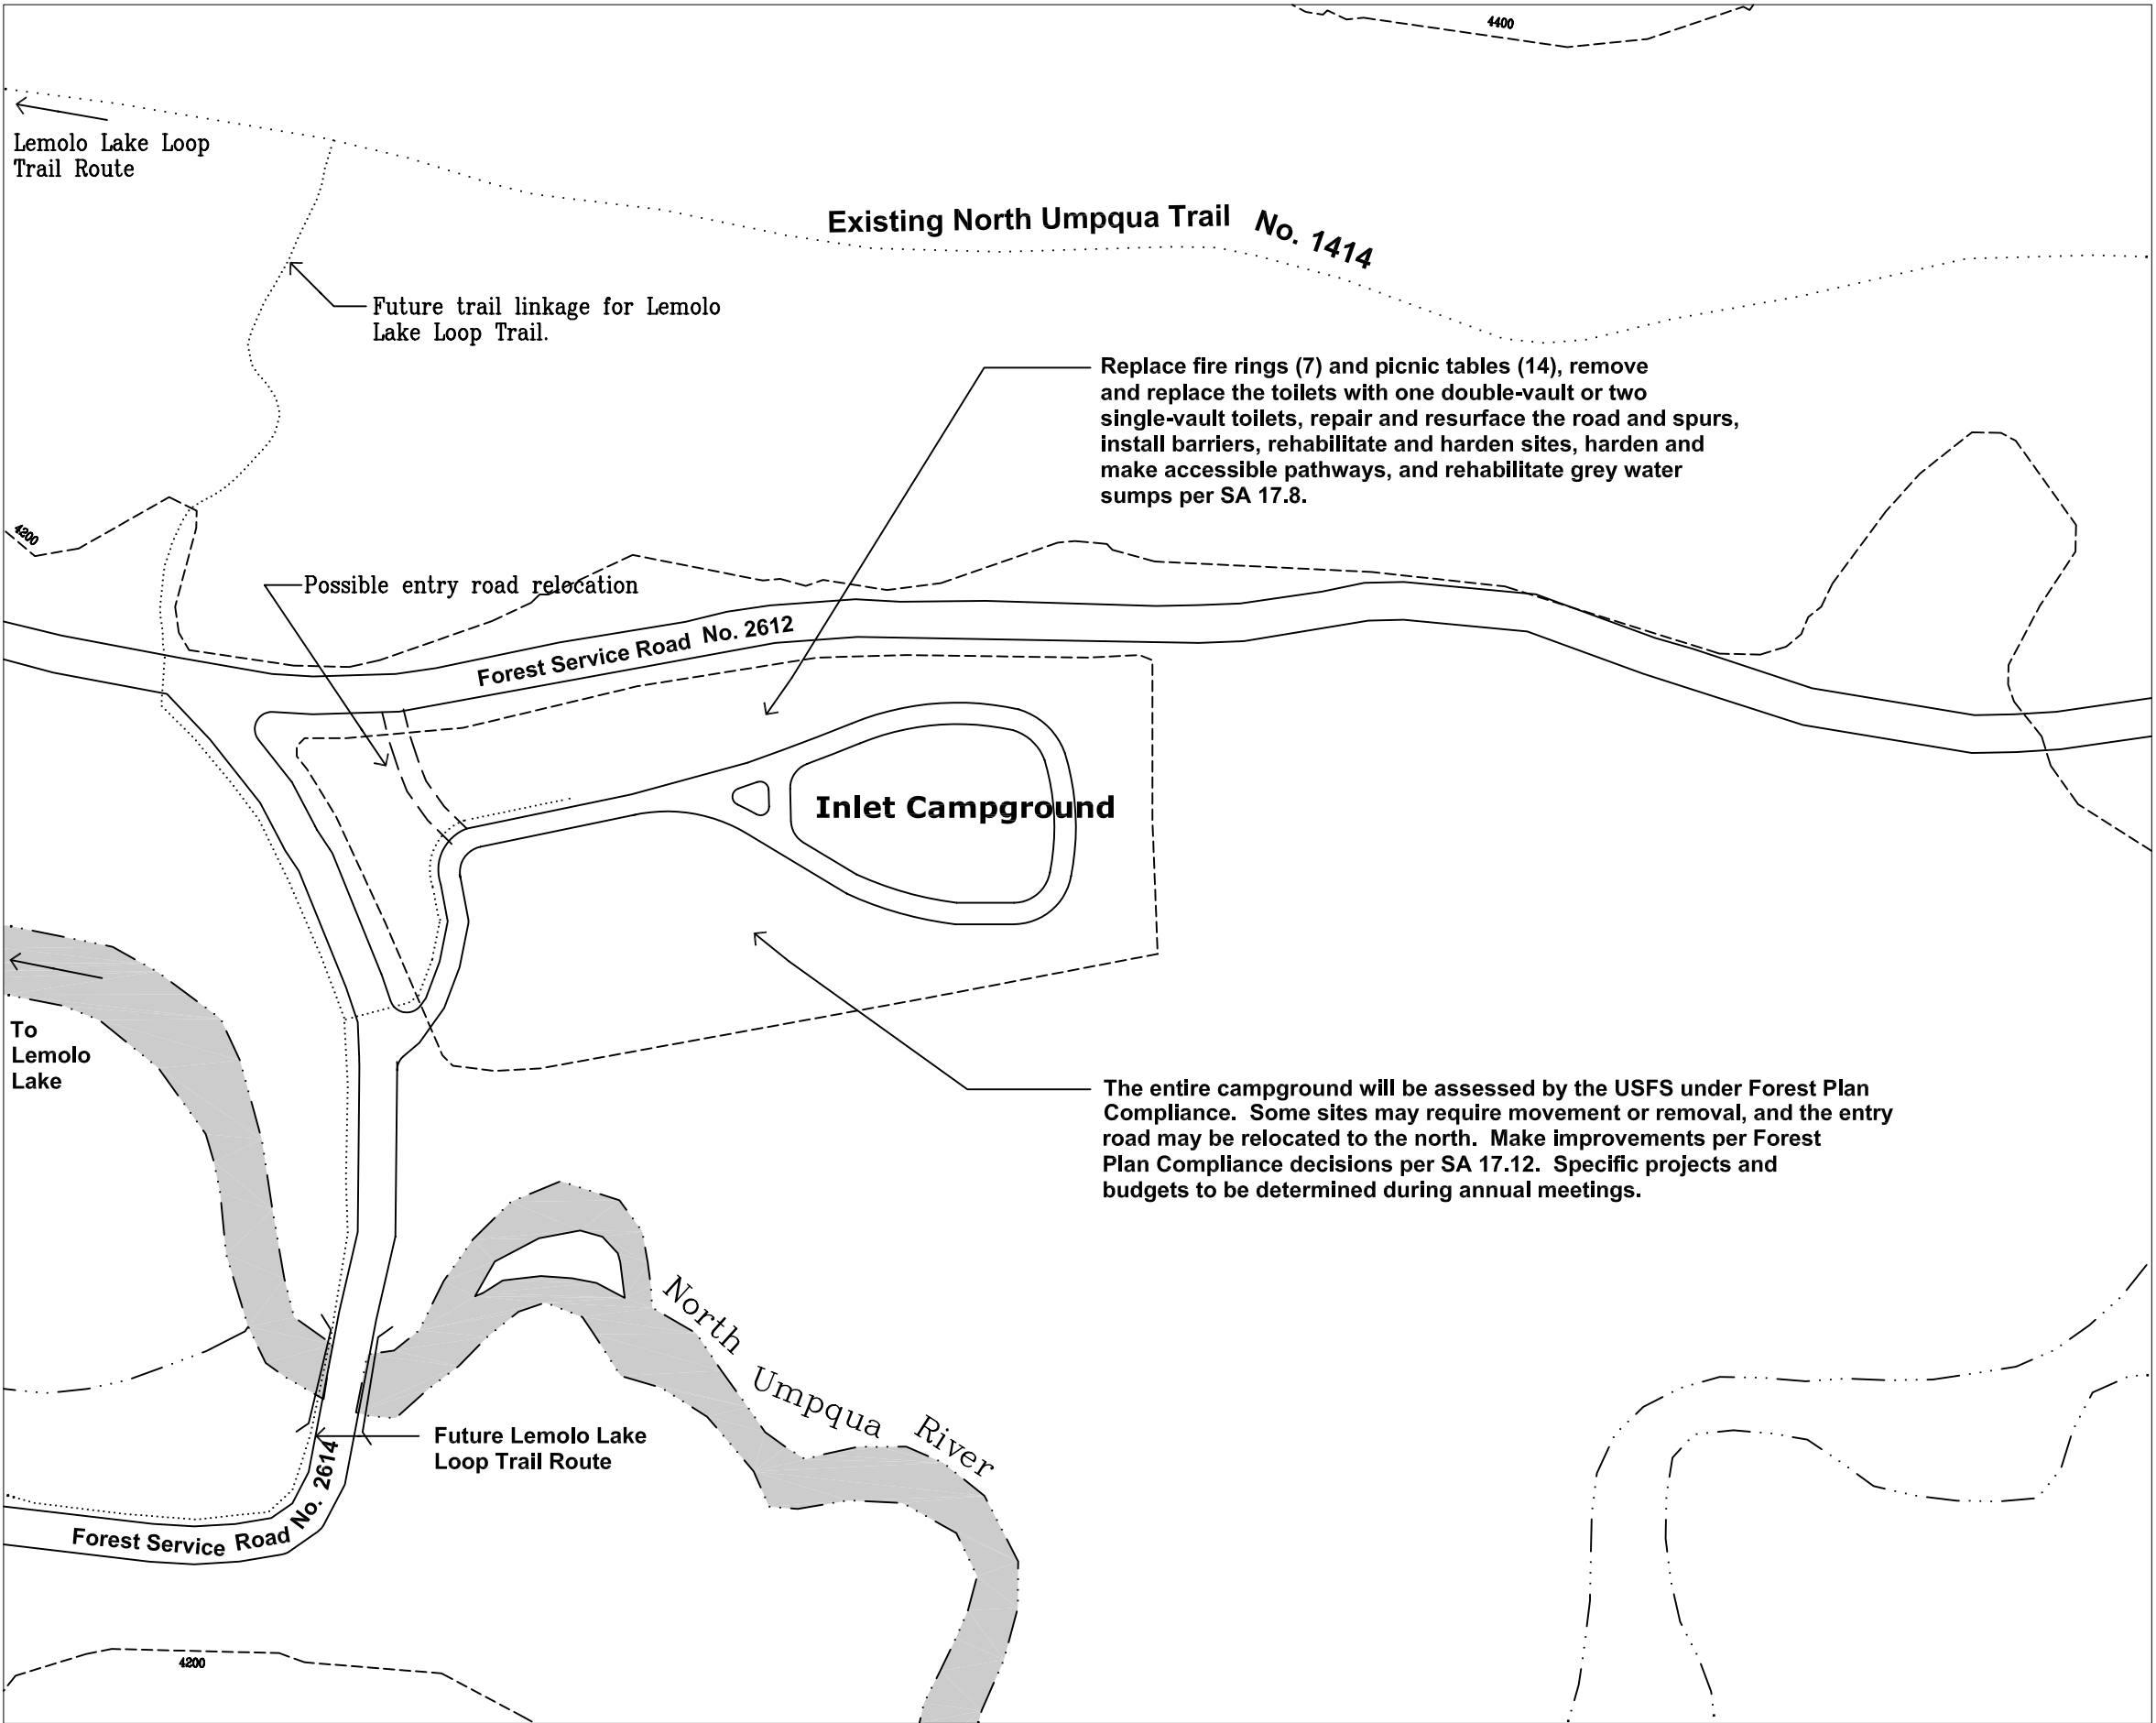 4400
Lemolo Lake Loop
Trail Route
Existing North Umpqua Trail No. 1414
Future trail linkage for Lemolo
Lake Loop Trail.
Replace fire rings (7) and picnic tables (14), remove
and replace the toilets with one double-vault or two
single-vault toilets, repair and resurface the road and spurs,
install barriers, rehabilitate and harden sites, harden and
make accessible pathways, and rehabilitate grey water
sumps per SA 17.8.
4200
Possible entry road relocation
Forest Service Road No. 2612
Inlet Campground
To
Lemolo
Lake
The entire campground will be assessed by the USFS under Forest Plan
Compliance. Some sites may require movement or removal, and the entry
road may be relocated to the north. Make improvements per Forest
Plan Compliance decisions per SA 17.12. Specific projects and
budgets to be determined during annual meetings.
North Umpqua River
Future Lemolo Lake
Loop Trail Route
Forest Service Road No. 2614
4200